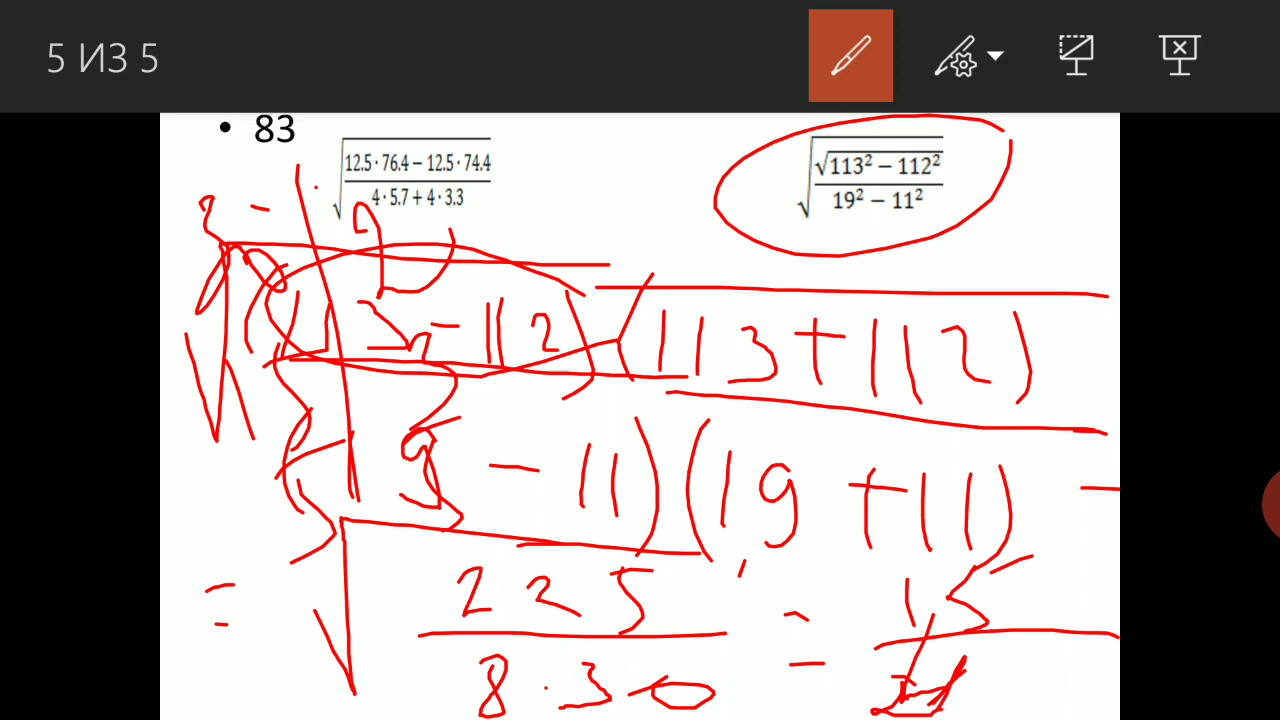 5 ИЗ 5
• 83
√((12.5·76.4 − 12.5·74.4)/(4·5.7 + 4·3.3)) √(√(113² − 112²)/(19² − 11²))
112) (113+112)
19 − 11) (19 + 11) −
= √ 225 = 15
8·30